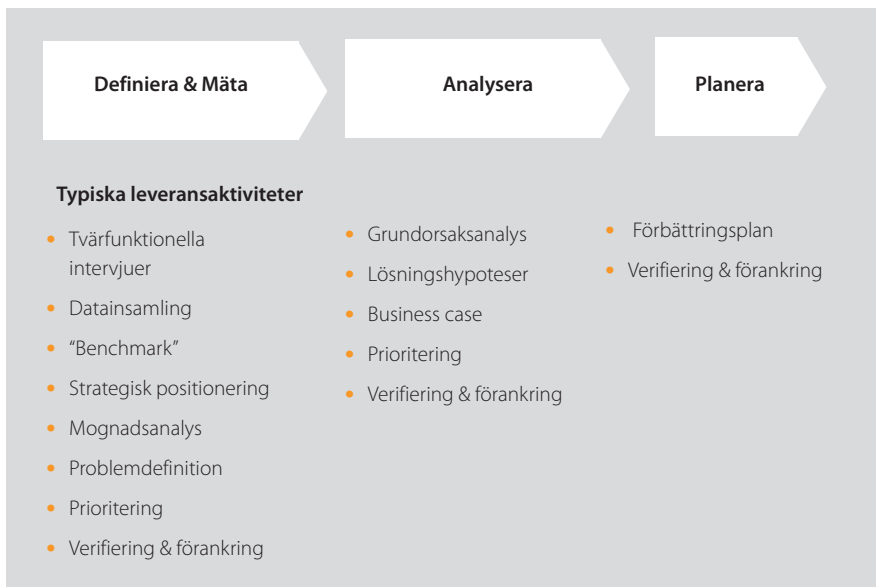 Definiera & Mäta
Analysera
Planera
Typiska leveransaktiviteter
• Tvärfunktionella
intervjuer
• Datainsamling
• “Benchmark”
• Strategisk positionering
• Mognadsanalys
• Problemdefinition
• Prioritering
• Verifiering & förankring
• Grundorsaksanalys
• Lösningshypoteser
• Business case
• Prioritering
• Verifiering & förankring
• Förbättringsplan
• Verifiering & förankring